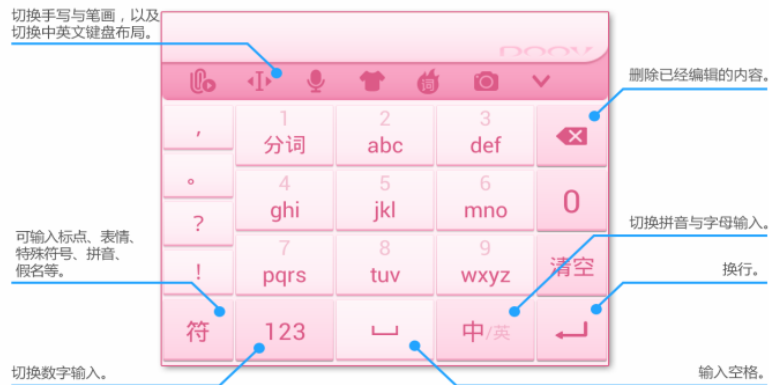 切换手写与笔画，以及
切换中英文键盘布局。
DOOV
词
删除已经编辑的内容。
，
1
分词
2
abc
3
def
。
4
ghi
5
jkl
6
mno
0
?
切换拼音与字母输入。
可输入标点、表情、
特殊符号、拼音、
假名等。
!
7
pqrs
8
tuv
9
wxyz
清空
换行。
符
123
中/英
切换数字输入。
输入空格。